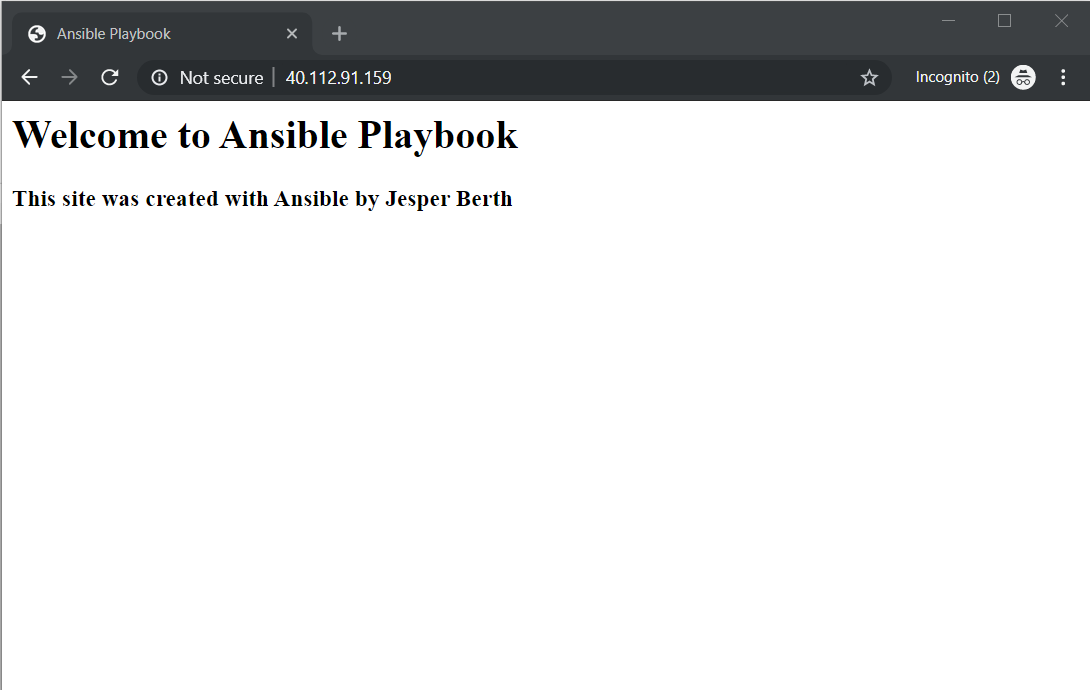 Ansible Playbook
Not secure | 40.112.91.159
Incognito (2)
Welcome to Ansible Playbook
This site was created with Ansible by Jesper Berth